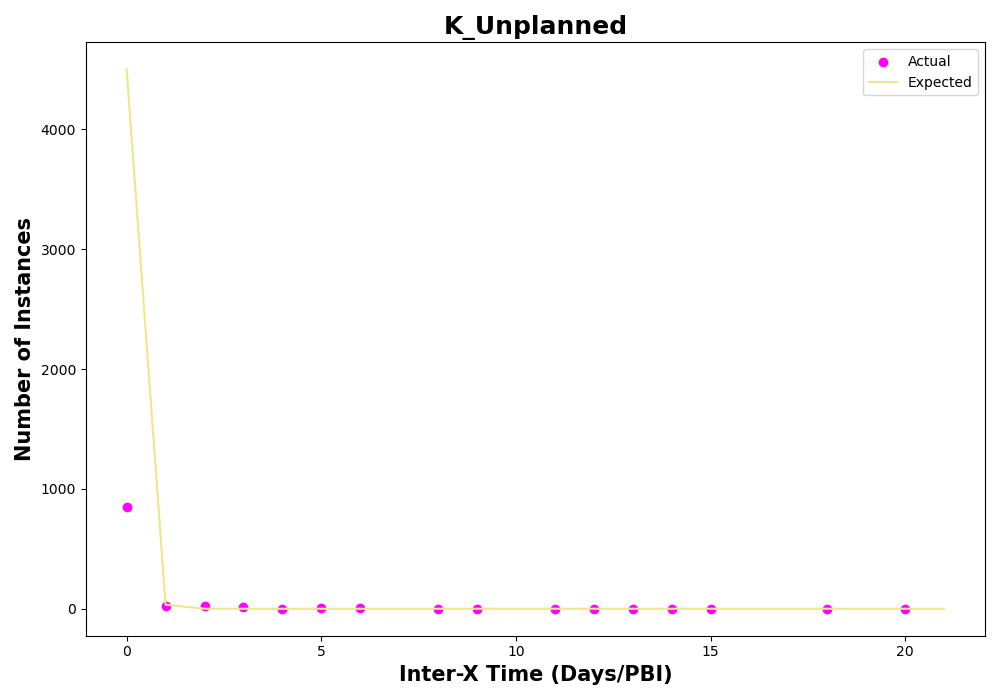 K_Unplanned
Actual
Expected
Number of Instances
4000
3000
2000
1000
0
0 5 10 15 20
Inter-X Time (Days/PBI)